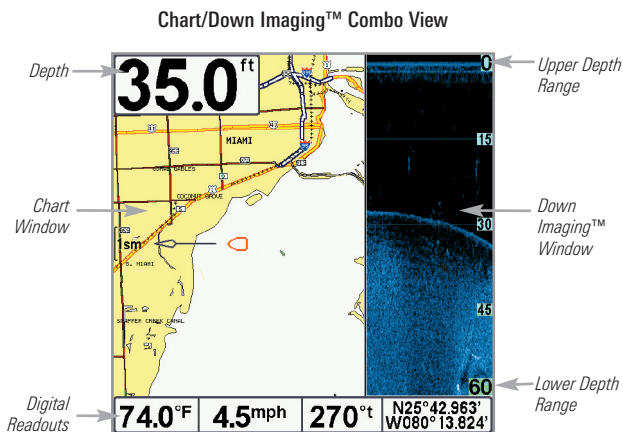 Chart/Down Imaging™ Combo View
Depth
35.0 ft
0
Upper Depth
Range
15
MIAMI
CORAL GABLES
COCONUT GROVE
Chart
Window
Down
Imaging™
Window
30
1sm
S. MIAMI
45
SNAPPER CREEK CANAL
60
Lower Depth
Range
Digital
Readouts
74.0°F
4.5mph
270°t
N25°42.963'
W080°13.824'